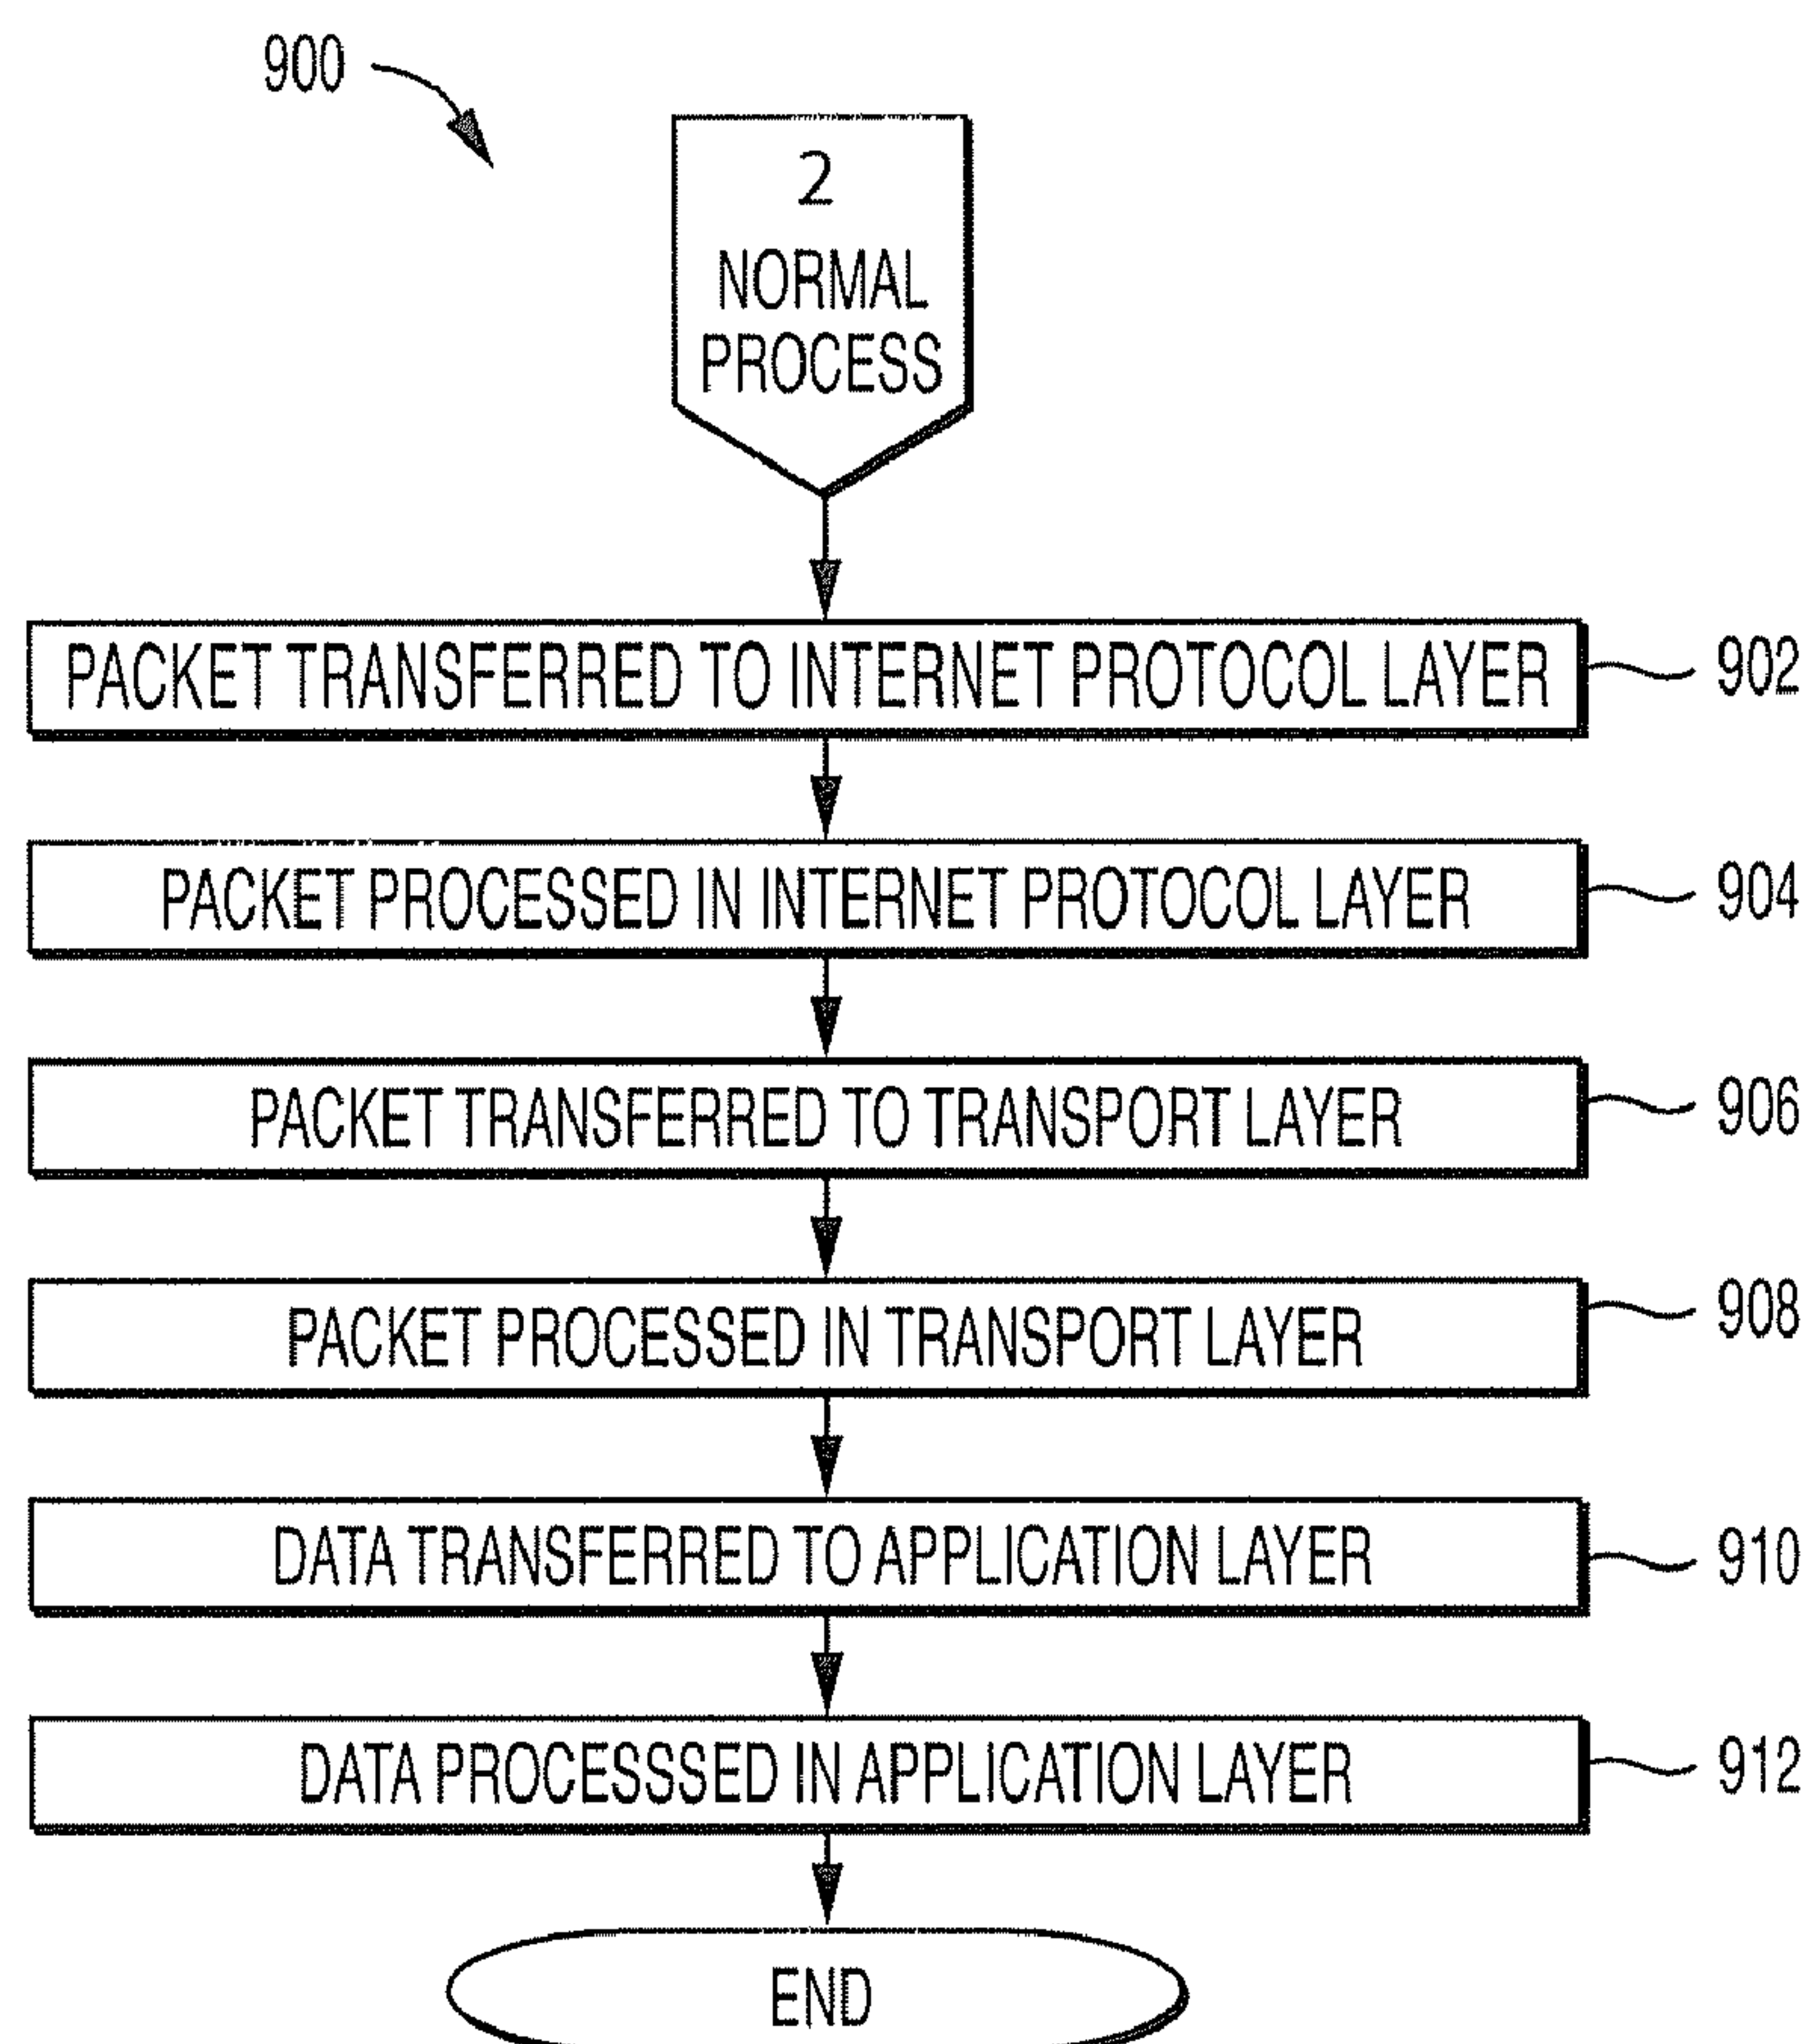 900
2
NORMAL
PROCESS
PACKET TRANSFERRED TO INTERNET PROTOCOL LAYER
902
PACKET PROCESSED IN INTERNET PROTOCOL LAYER
904
PACKET TRANSFERRED TO TRANSPORT LAYER
906
PACKET PROCESSED IN TRANSPORT LAYER
908
DATA TRANSFERRED TO APPLICATION LAYER
910
DATA PROCESSSED IN APPLICATION LAYER
912
END